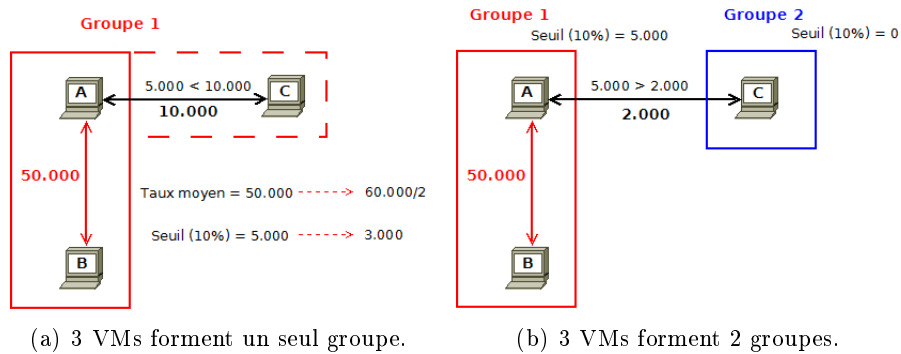 Groupe 1
A
5.000 < 10.000
C
10.000
50.000
Taux moyen = 50.000
60.000/2
Seuil (10%) = 5.000
3.000
B
(a) 3 VMs forment un seul groupe.
Groupe 1
Groupe 2
Seuil (10%) = 5.000
Seuil (10%) = 0
A
5.000 > 2.000
C
2.000
50.000
B
(b) 3 VMs forment 2 groupes.